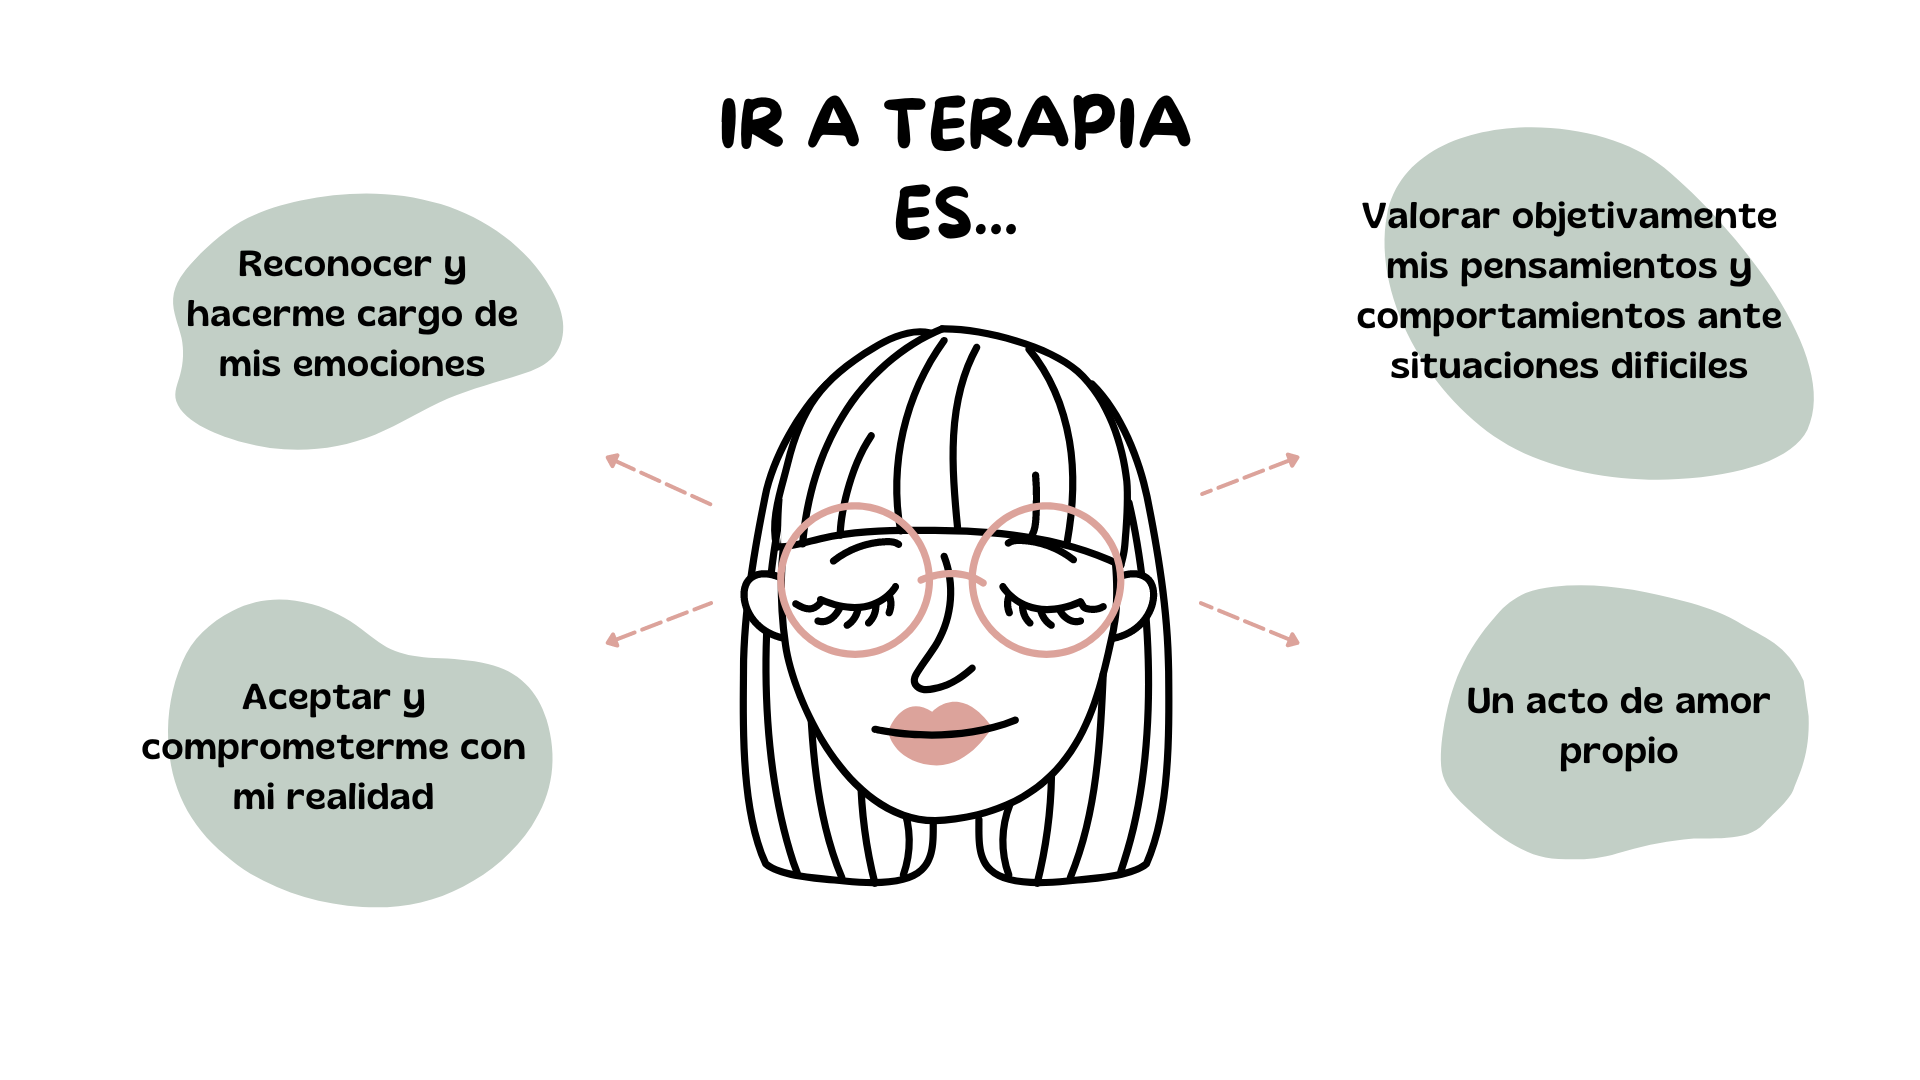 IR A TERAPIA
ES...
Reconocer y
hacerme cargo de
mis emociones
Valorar objetivamente
mis pensamientos y
comportamientos ante
situaciones dificiles
Aceptar y
comprometerme con
mi realidad
Un acto de amor
propio